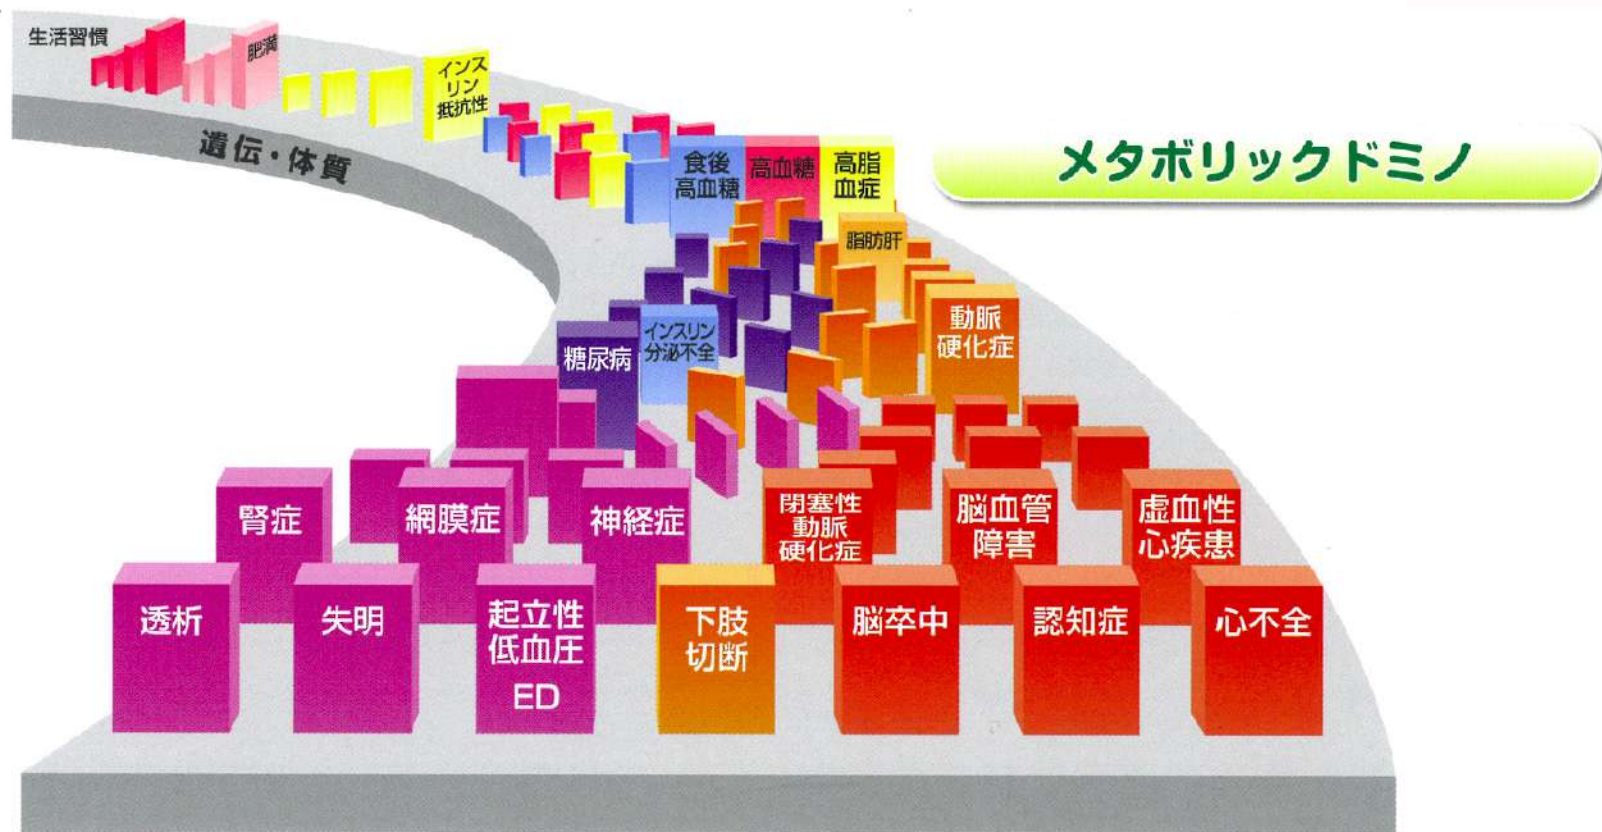 生活習慣
肥満
インス
リン
抵抗性
遺伝・体質
メタボリックドミノ
食後
高血糖
高血糖
高脂
血症
脂肪肝
動脈
硬化症
インスリン
分泌不全
糖尿病
腎症
網膜症
神経症
閉塞性
動脈
硬化症
脳血管
障害
虚血性
心疾患
透析
失明
起立性
低血圧
ED
下肢
切断
脳卒中
認知症
心不全